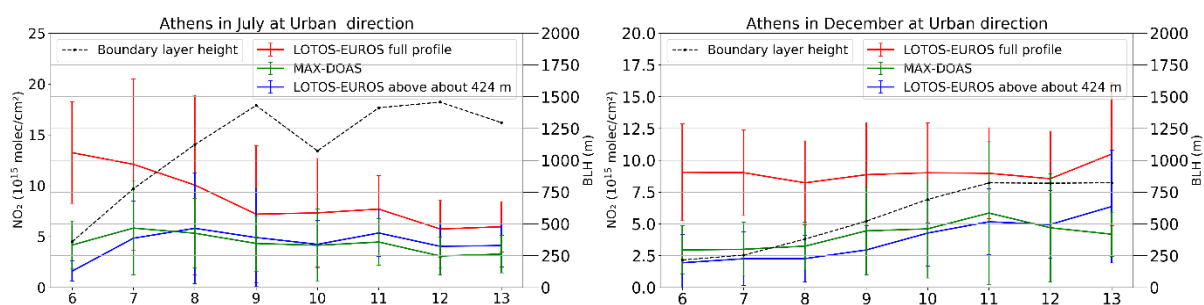 Athens in July at Urban direction
Boundary layer height
LOTOS-EUROS full profile
MAX-DOAS
LOTOS-EUROS above about 424 m
NO₂ (10¹⁵ molec/cm²)
25
20
15
10
5
0
6 7 8 9 10 11 12 13
2000
1750
1500
1250
1000
750
500
250
0
BLH (m)
Athens in December at Urban direction
Boundary layer height
LOTOS-EUROS full profile
MAX-DOAS
LOTOS-EUROS above about 424 m
NO₂ (10¹⁵ molec/cm²)
20.0
17.5
15.0
12.5
10.0
7.5
5.0
2.5
0.0
6 7 8 9 10 11 12 13
2000
1750
1500
1250
1000
750
500
250
0
BLH (m)